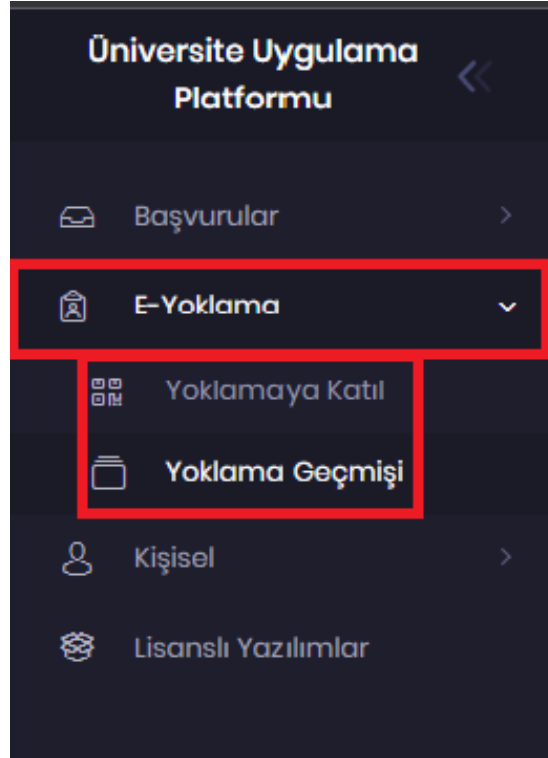 Üniversite Uygulama
Platformu
Başvurular
E-Yoklama
Yoklamaya Katıl
Yoklama Geçmişi
Kişisel
Lisanslı Yazılımlar